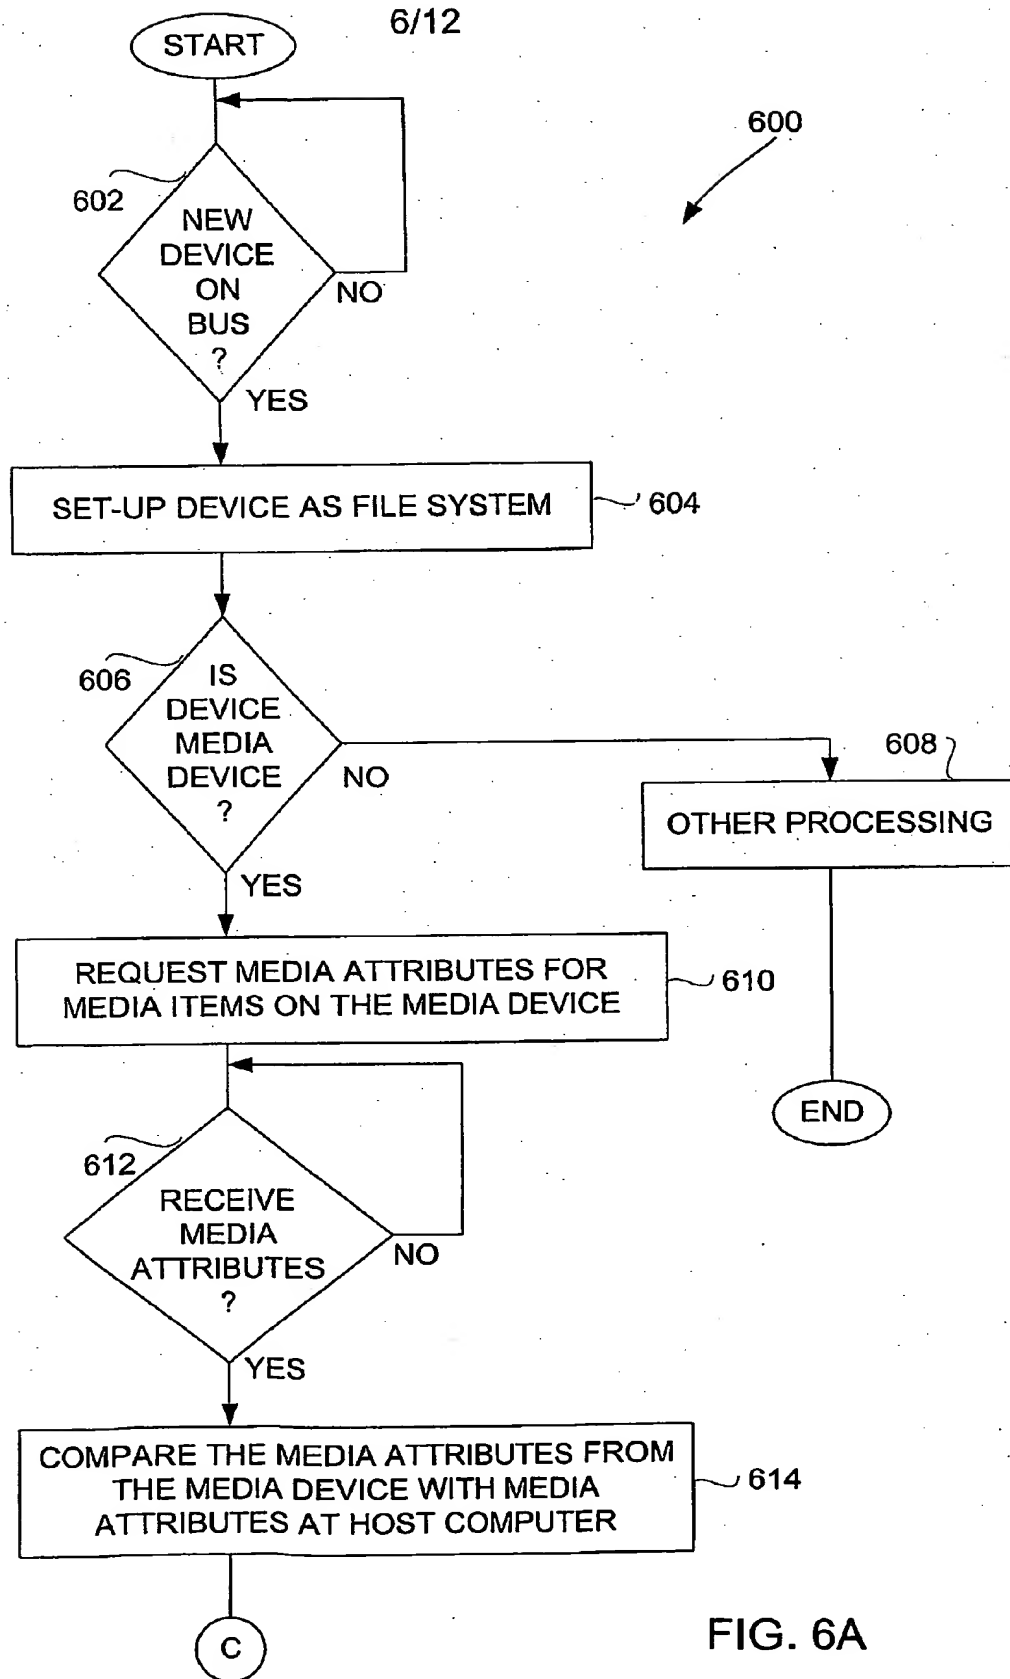 6/12
START
600
602
NEW
DEVICE
ON
BUS
?
NO
YES
SET-UP DEVICE AS FILE SYSTEM
604
606
IS
DEVICE
MEDIA
DEVICE
?
NO
608
OTHER PROCESSING
YES
REQUEST MEDIA ATTRIBUTES FOR
MEDIA ITEMS ON THE MEDIA DEVICE
610
END
612
RECEIVE
MEDIA
ATTRIBUTES
?
NO
YES
COMPARE THE MEDIA ATTRIBUTES FROM
THE MEDIA DEVICE WITH MEDIA
ATTRIBUTES AT HOST COMPUTER
614
C
FIG. 6A